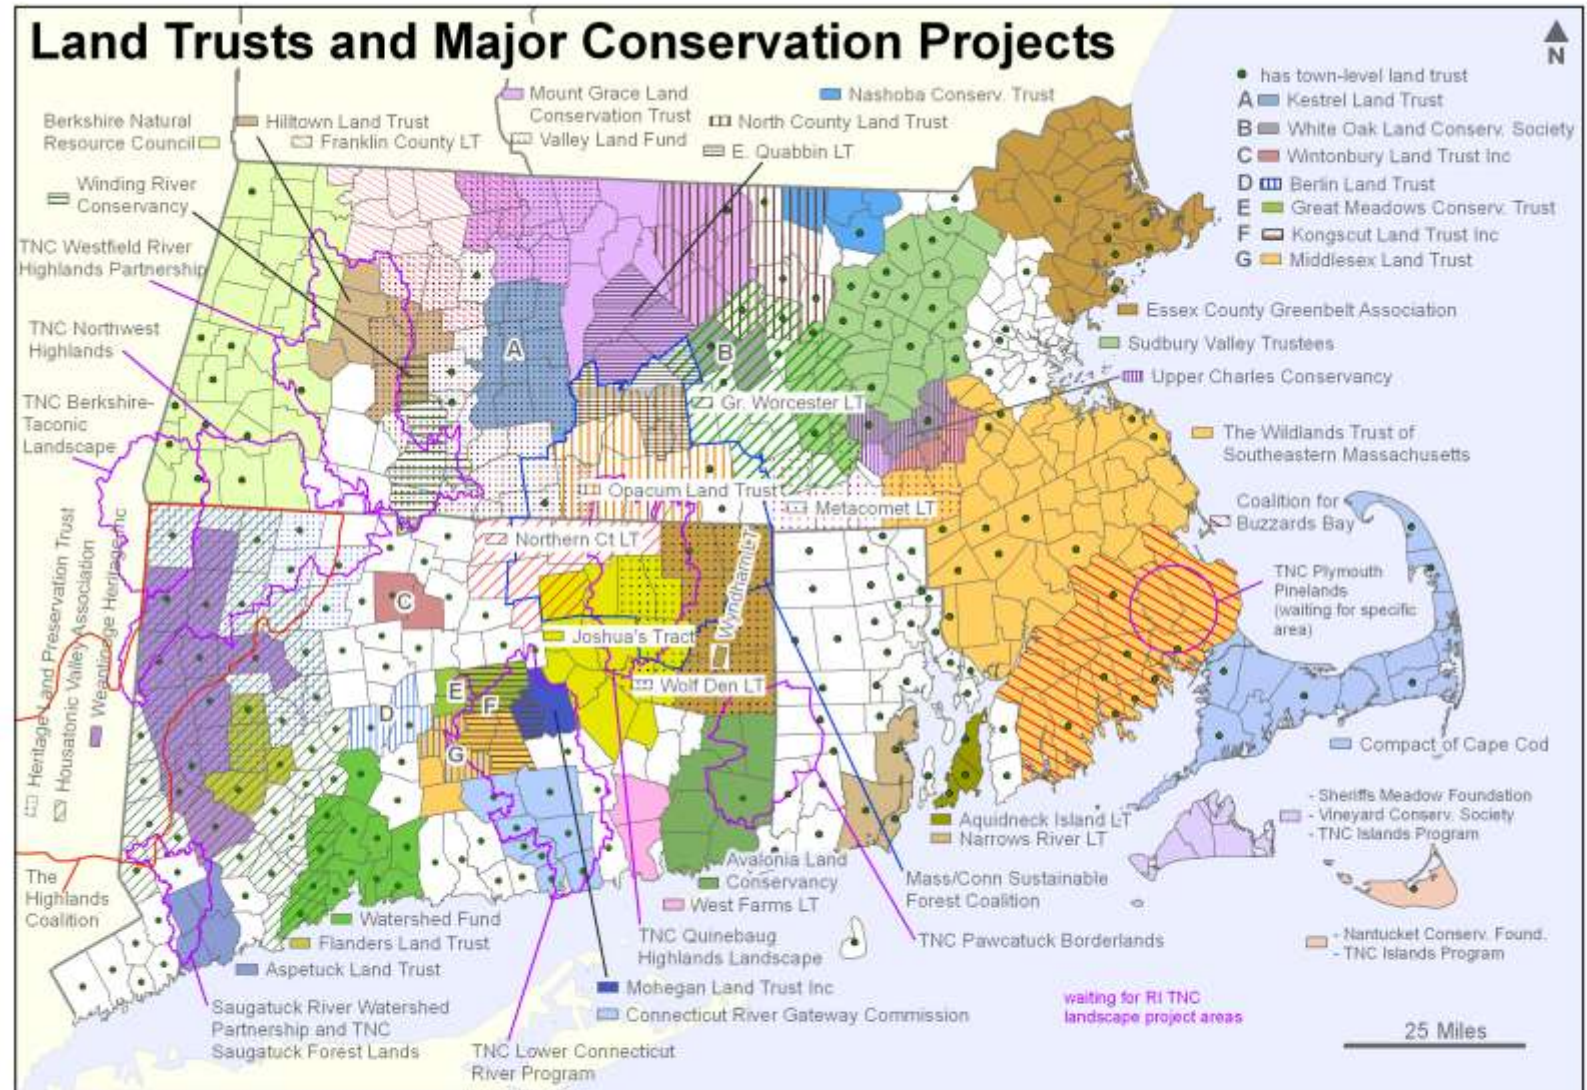 Land Trusts and Major Conservation Projects
N
has town-level land trust
A Kestrel Land Trust
B White Oak Land Conserv. Society
C Wintonbury Land Trust Inc
D Berlin Land Trust
E Great Meadows Conserv. Trust
F Kongscut Land Trust Inc
G Middlesex Land Trust
Mount Grace Land
Conservation Trust
Nashoba Conserv. Trust
Berkshire Natural
Resource Council
Hilltown Land Trust
Franklin County LT
Valley Land Fund
North County Land Trust
E. Quabbin LT
Winding River
Conservancy
TNC Westfield River
Highlands Partnership
TNC Northwest
Highlands
TNC Berkshire-
Taconic
Landscape
Essex County Greenbelt Association
Sudbury Valley Trustees
Upper Charles Conservancy
A
B
Gr. Worcester LT
The Wildlands Trust of
Southeastern Massachusetts
Opacum Land Trust
Metacomet LT
Coalition for
Buzzards Bay
Northern Ct LT
Wyndham LT
TNC Plymouth
Pinelands
(waiting for specific
area)
Heritage Land and Preservation Trust
Housatonic Valley Association
C
Joshua's Tract
Wolf Den LT
D
E
F
G
Compact of Cape Cod
- Sheriffs Meadow Foundation
- Vineyard Conserv. Society
- TNC Islands Program
Aquidneck Island LT
Narrows River LT
Avalonia Land
Conservancy
West Farms LT
Mass/Conn Sustainable
Forest Coalition
The
Highlands
Coalition
Watershed Fund
Flanders Land Trust
Aspetuck Land Trust
TNC Quinebaug
Highlands Landscape
TNC Pawcatuck Borderlands
- Nantucket Conserv. Found.
- TNC Islands Program
Mohegan Land Trust Inc
Connecticut River Gateway Commission
Saugatuck River Watershed
Partnership and TNC
Saugatuck Forest Lands
TNC Lower Connecticut
River Program
waiting for RI TNC
landscape project areas
25 Miles